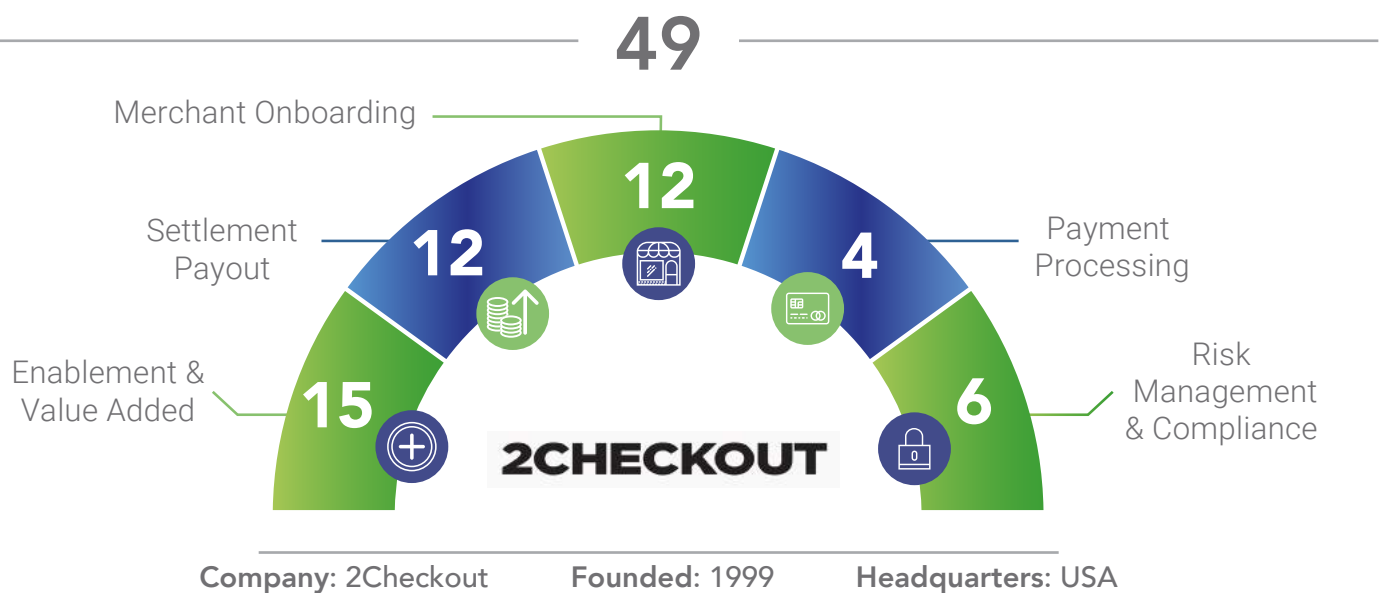 49
Merchant Onboarding
12
Settlement
Payout
12
4
Payment
Processing
Enablement &
Value Added
15
6
Risk
Management
& Compliance
2CHECKOUT
Company: 2Checkout Founded: 1999 Headquarters: USA